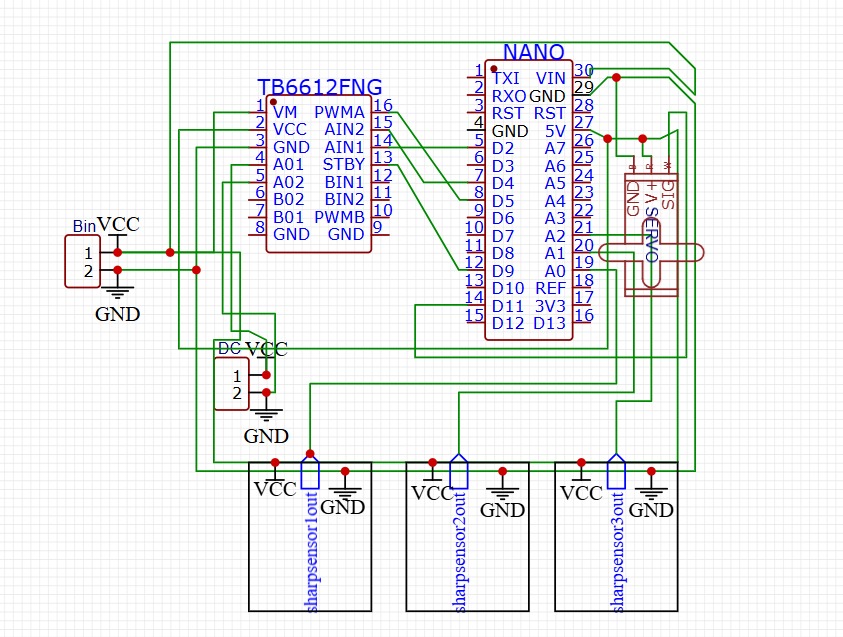 NANO
TB6612FNG
1 VM PWMA 16
2 VCC AIN2 15
3 GND AIN1 14
4 A01 STBY 13
5 A02 BIN1 12
6 B02 BIN2 11
7 B01 PWMB 10
8 GND GND 9
1 TXI VIN 30
2 RXO GND 29
3 RST RST 28
4 GND 5V 27
5 D2 A7 26
6 D3 A6 25
7 D4 A5 24
8 D5 A4 23
9 D6 A3 22
10 D7 A2 21
11 D8 A1 20
12 D9 A0 19
13 D10 REF 18
14 D11 3V3 17
15 D12 D13 16
B R W
GND
+V
SIG
SERVO
Bin VCC
1
2
GND
DC VCC
1
2
GND
VCC
sharpsensor1out
GND
VCC
sharpsensor2out
GND
VCC
sharpsensor3out
GND